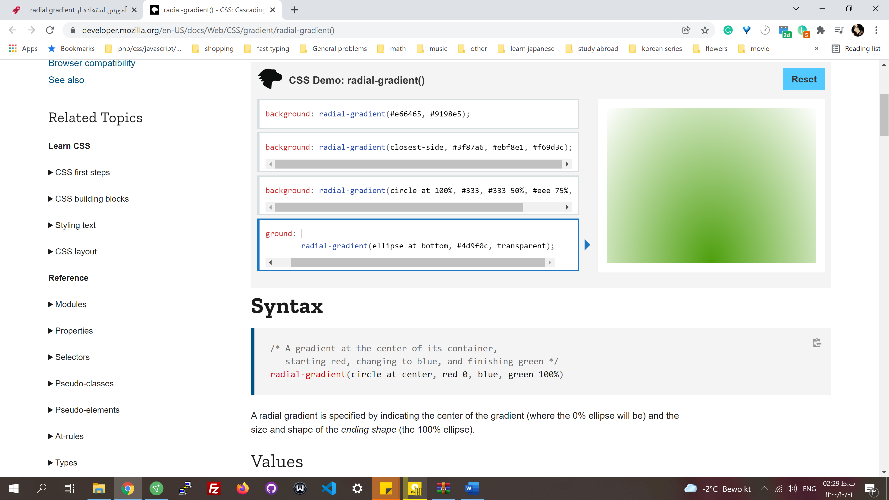 آموزش استفاده از radial gradient
radial-gradient() - CSS: Cascading
developer.mozilla.org/en-US/docs/Web/CSS/gradient/radial-gradient()
Apps
Bookmarks
php/css/javascript/...
shopping
fast typing
General problems
math
music
other
learn japanese
study abroad
korean series
flowers
movie
»
Reading list
Browser compatibility
See also
Related Topics
Learn CSS
CSS first steps
CSS building blocks
Styling text
CSS layout
Reference
Modules
Properties
Selectors
Pseudo-classes
Pseudo-elements
At-rules
Types
CSS Demo: radial-gradient()
Reset
background: radial-gradient(#e66465, #9198e5);
background: radial-gradient(closest-side, #3f87a6, #ebf8e1, #f69d3c);
background: radial-gradient(circle at 100%, #333, #333 50%, #eee 75%,
ground:
radial-gradient(ellipse at bottom, #4d9f0c, transparent);
Syntax
/* A gradient at the center of its container,
starting red, changing to blue, and finishing green */
radial-gradient(circle at center, red 0, blue, green 100%)
A radial gradient is specified by indicating the center of the gradient (where the 0% ellipse will be) and the
size and shape of the ending shape (the 100% ellipse).
Values
-2°C Bewolkt
ENG
02:29 ب.ظ